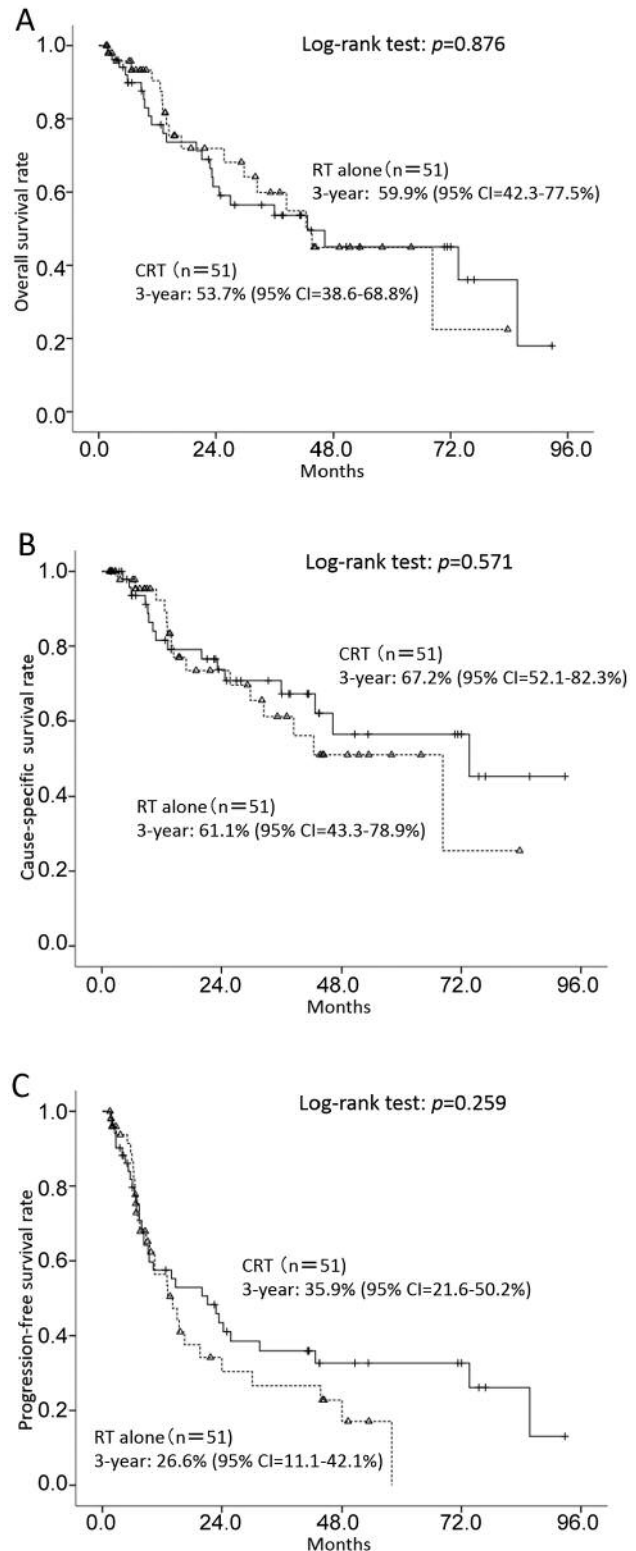 A
Log-rank test: p=0.876
1.0
0.8
0.6
0.4
0.2
0.0
Overall survival rate
RT alone（n＝51）
3-year: 59.9% (95% CI=42.3-77.5%)
CRT（n＝51）
3-year: 53.7% (95% CI=38.6-68.8%)
0.0 24.0 48.0 72.0 96.0
Months
B
Log-rank test: p=0.571
1.0
0.8
0.6
0.4
0.2
0.0
Cause-specific survival rate
CRT（n＝51）
3-year: 67.2% (95% CI=52.1-82.3%)
RT alone（n＝51）
3-year: 61.1% (95% CI=43.3-78.9%)
0.0 24.0 48.0 72.0 96.0
Months
C
Log-rank test: p=0.259
1.0
0.8
0.6
0.4
0.2
0.0
Progression-free survival rate
CRT（n＝51）
3-year: 35.9% (95% CI=21.6-50.2%)
RT alone（n＝51）
3-year: 26.6% (95% CI=11.1-42.1%)
0.0 24.0 48.0 72.0 96.0
Months